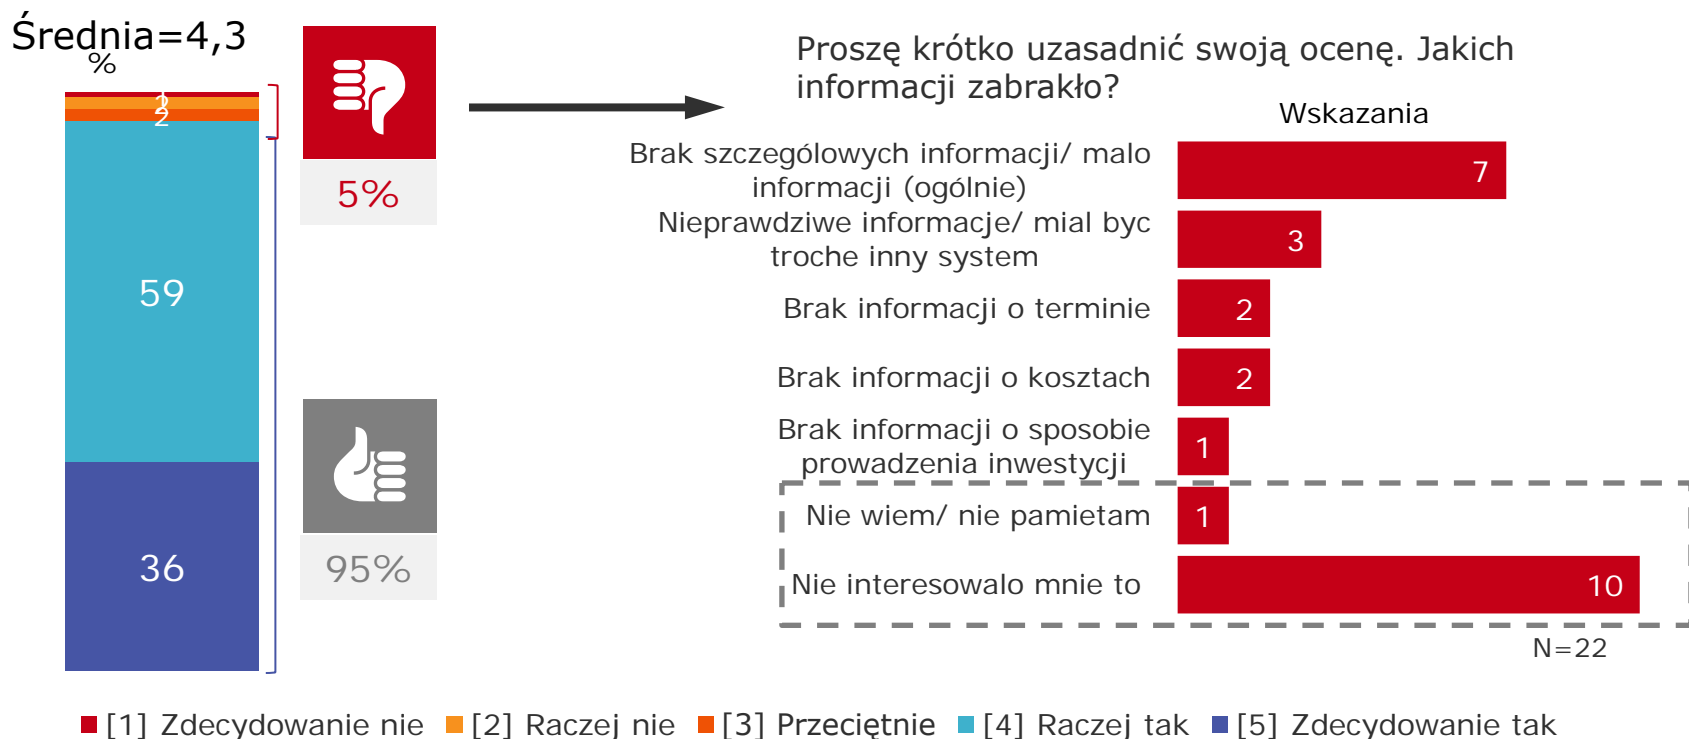 Średnia=4,3
%
1
2
2
59
36
5%
95%
Proszę krótko uzasadnić swoją ocenę. Jakich
informacji zabrakło?
Wskazania
Brak szczególowych informacji/ malo
informacji (ogólnie)
7
Nieprawdziwe informacje/ mial byc
troche inny system
3
Brak informacji o terminie
2
Brak informacji o kosztach
2
Brak informacji o sposobie
prowadzenia inwestycji
1
Nie wiem/ nie pamietam
1
Nie interesowalo mnie to
10
N=22
[1] Zdecydowanie nie [2] Raczej nie [3] Przeciętnie [4] Raczej tak [5] Zdecydowanie tak